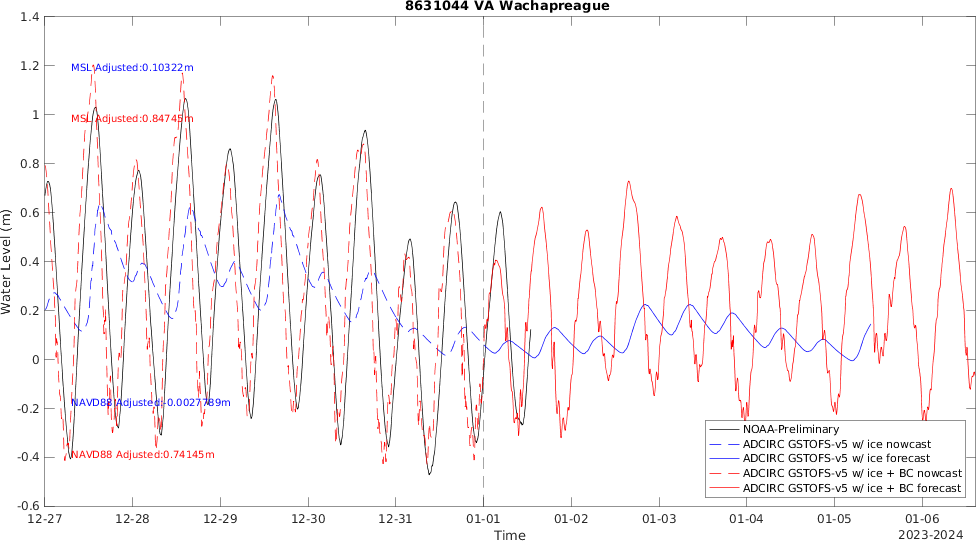 8631044 VA Wachapreague
1.4
1.2
1
0.8
0.6
0.4
0.2
0
-0.2
-0.4
-0.6
Water Level (m)
MSL Adjusted:0.10322m
MSL Adjusted:0.84745m
NAVD88 Adjusted:-0.0027789m
NAVD88 Adjusted:0.74145m
NOAA-Preliminary
ADCIRC GSTOFS-v5 w/ ice nowcast
ADCIRC GSTOFS-v5 w/ ice forecast
ADCIRC GSTOFS-v5 w/ ice + BC nowcast
ADCIRC GSTOFS-v5 w/ ice + BC forecast
12-27 12-28 12-29 12-30 12-31 01-01 01-02 01-03 01-04 01-05 01-06
Time
2023-2024